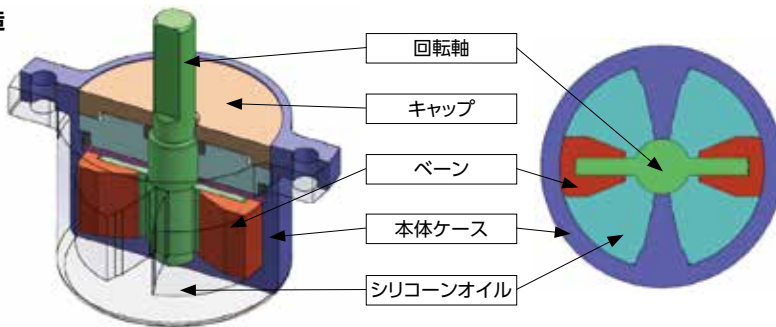 回転軸
キャップ
ベーン
本体ケース
シリコーンオイル